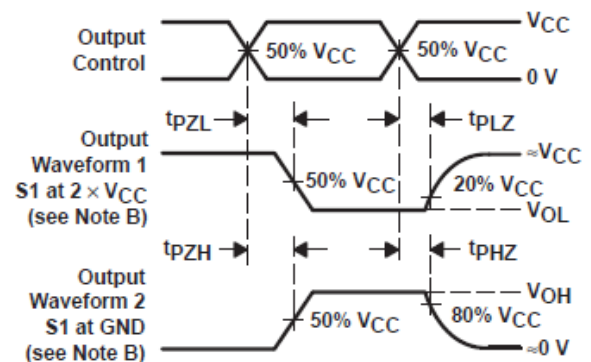 Output
Control
50% VCC
50% VCC
VCC
0 V
tPZL
tPLZ
Output
Waveform 1
S1 at 2 × VCC
(see Note B)
50% VCC
20% VCC
≈VCC
VOL
tPZH
tPHZ
Output
Waveform 2
S1 at GND
(see Note B)
50% VCC
80% VCC
VOH
≈0 V